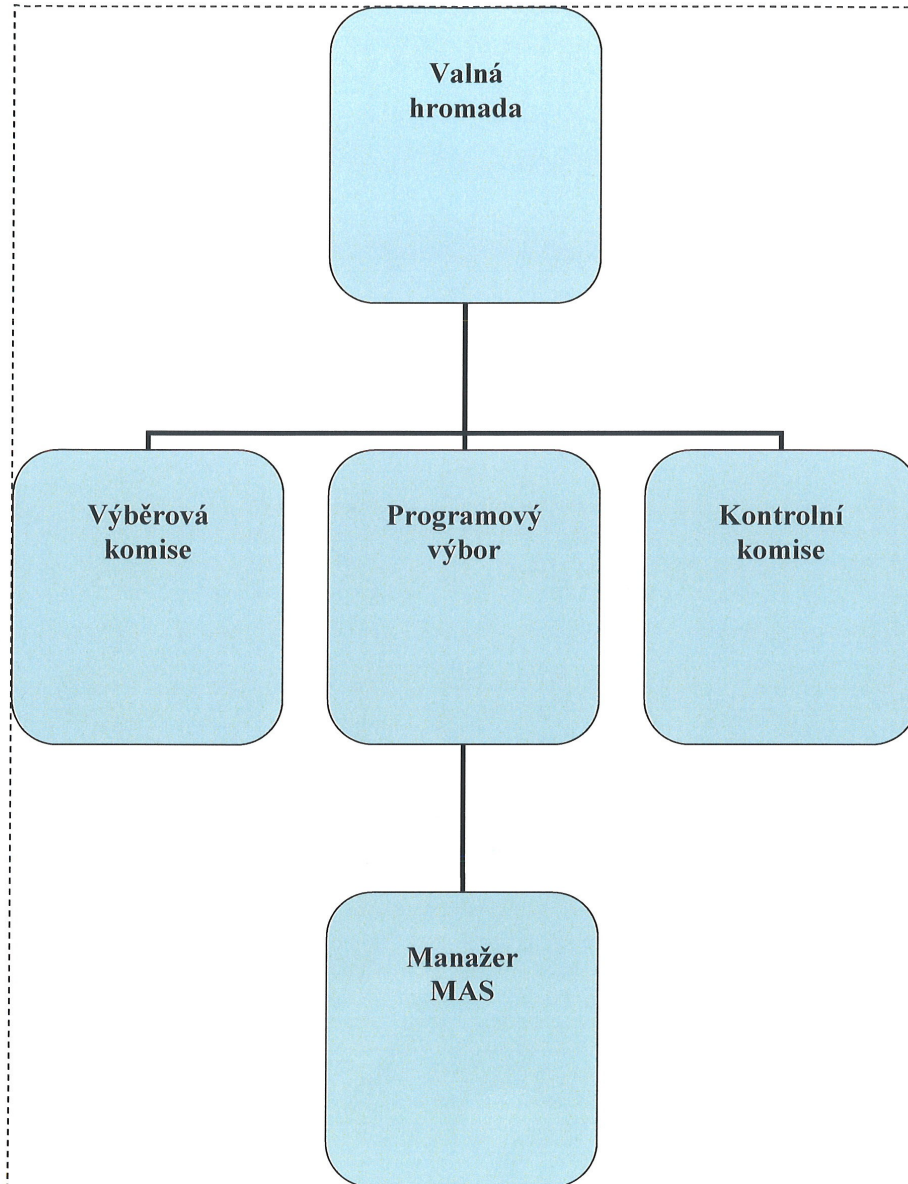 Valná
hromada
Výběrová
komise
Programový
výbor
Kontrolní
komise
Manažer
MAS